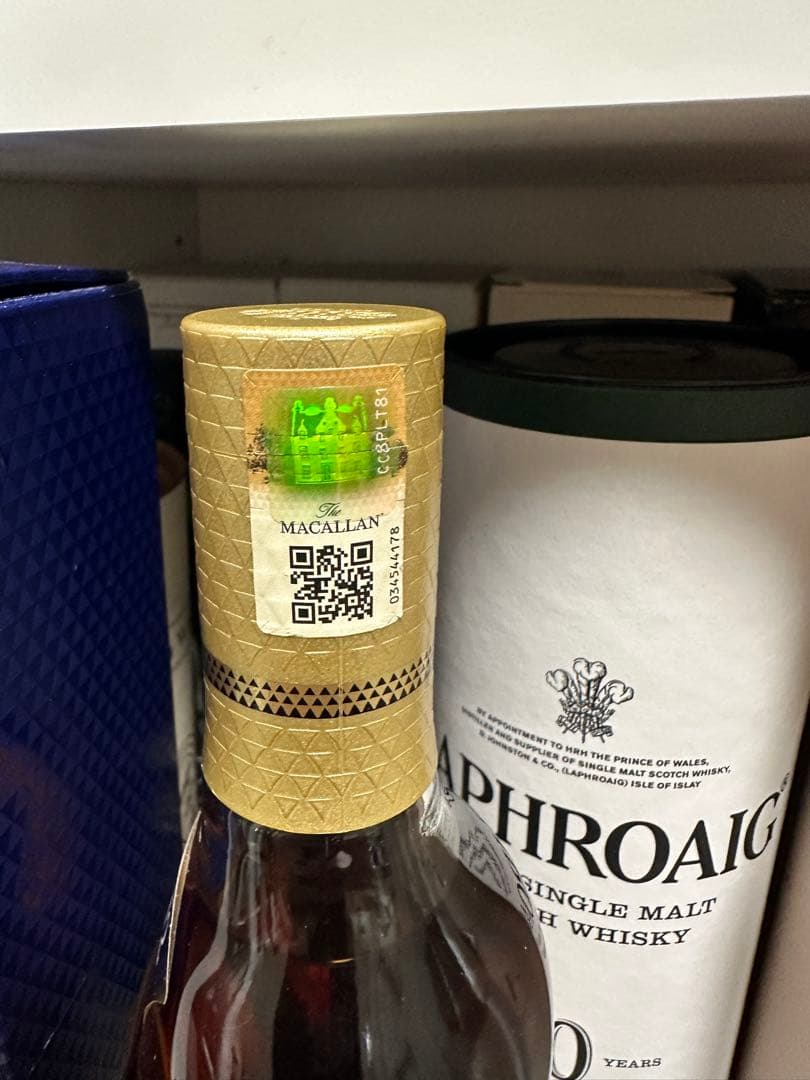 CC8PLT81
The
MACALLAN
034544178
BY APPOINTMENT TO HRH THE PRINCE OF WALES,
DISTILLER AND SUPPLIER OF SINGLE MALT SCOTCH WHISKY,
D. JOHNSTON & CO., (LAPHROAIG) ISLE OF ISLAY
APHROAIG®
SINGLE MALT
H WHISKY
0 YEARS